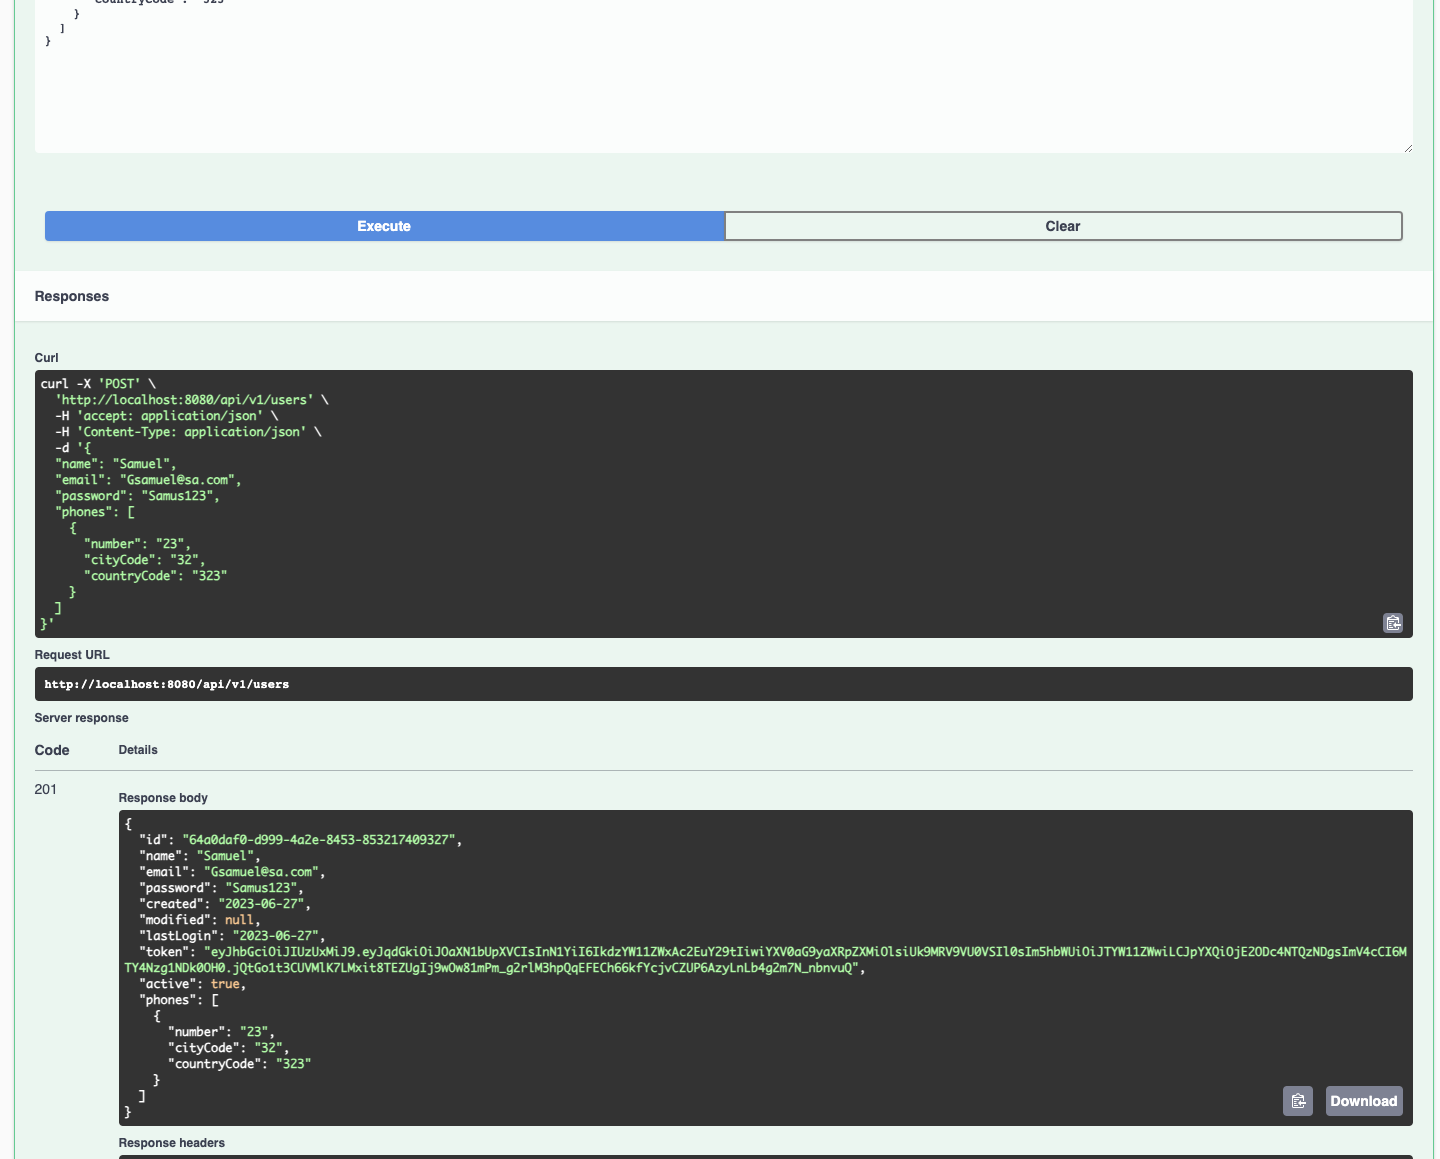 "countryCode": "323"
}
]
}
Execute
Clear
Responses
Curl
curl -X 'POST' \
'http://localhost:8080/api/v1/users' \
-H 'accept: application/json' \
-H 'Content-Type: application/json' \
-d '{
"name": "Samuel",
"email": "Gsamuel@sa.com",
"password": "Samus123",
"phones": [
{
"number": "23",
"cityCode": "32",
"countryCode": "323"
}
]
}'
Request URL
http://localhost:8080/api/v1/users
Server response
Code
Details
201
Response body
{
"id": "64a0daf0-d999-4a2e-8453-853217409327",
"name": "Samuel",
"email": "Gsamuel@sa.com",
"password": "Samus123",
"created": "2023-06-27",
"modified": null,
"lastLogin": "2023-06-27",
"token": "eyJhbGciOiJIUzUxMiJ9.eyJqdGkiOiJOaXN1bUpXVCIsInN1YiI6IkdzYW11ZWxAc2EuY29tIiwiYXV0aG9yaXRpZXMiOlsiUk9MRV9VU0VSIl0sIm5hbWUiOiJTYW11ZWwiLCJpYXQiOjE2ODc4NTQzNDgsImV4cCI6M
TY4Nzg1NDk0OH0.jQtGo1t3CUVMlK7LMxit8TEZUgIj9wOw81mPm_g2rlM3hpQqEFECh66kfYcjvCZUP6AzyLnLb4g2m7N_nbnvuQ",
"active": true,
"phones": [
{
"number": "23",
"cityCode": "32",
"countryCode": "323"
}
]
}
Download
Response headers